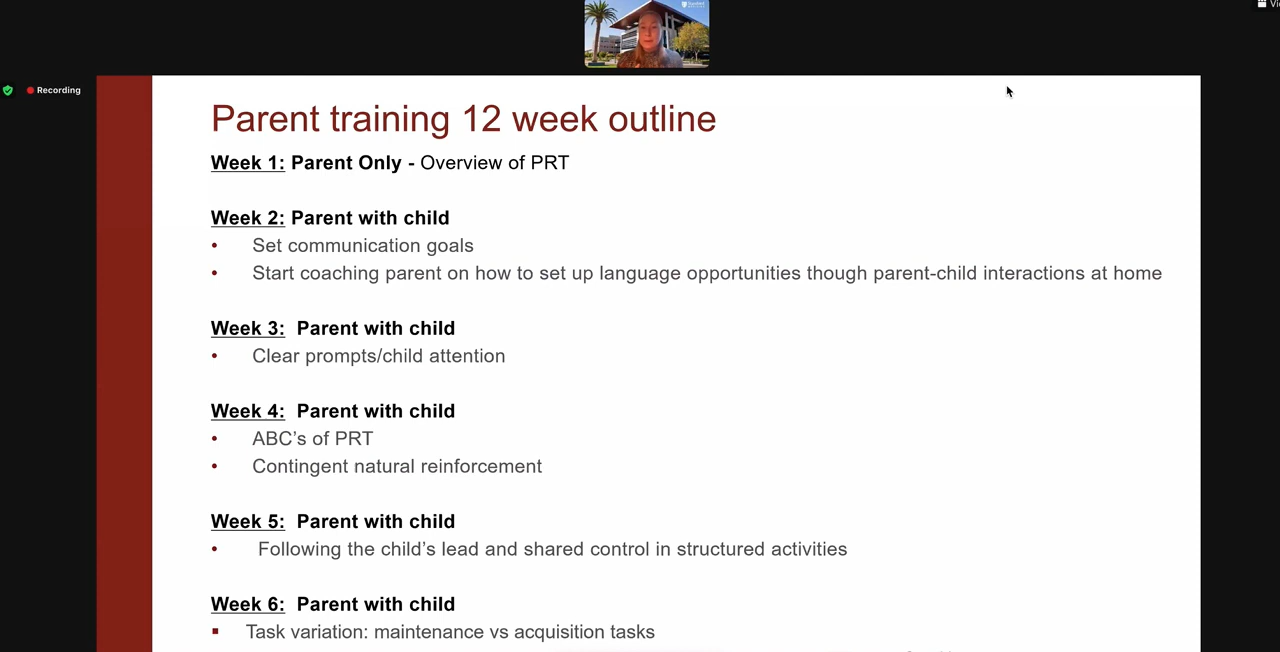 Recording
Parent training 12 week outline
Week 1: Parent Only - Overview of PRT
Week 2: Parent with child
• Set communication goals
• Start coaching parent on how to set up language opportunities though parent-child interactions at home
Week 3: Parent with child
• Clear prompts/child attention
Week 4: Parent with child
• ABC's of PRT
• Contingent natural reinforcement
Week 5: Parent with child
• Following the child's lead and shared control in structured activities
Week 6: Parent with child
▪ Task variation: maintenance vs acquisition tasks